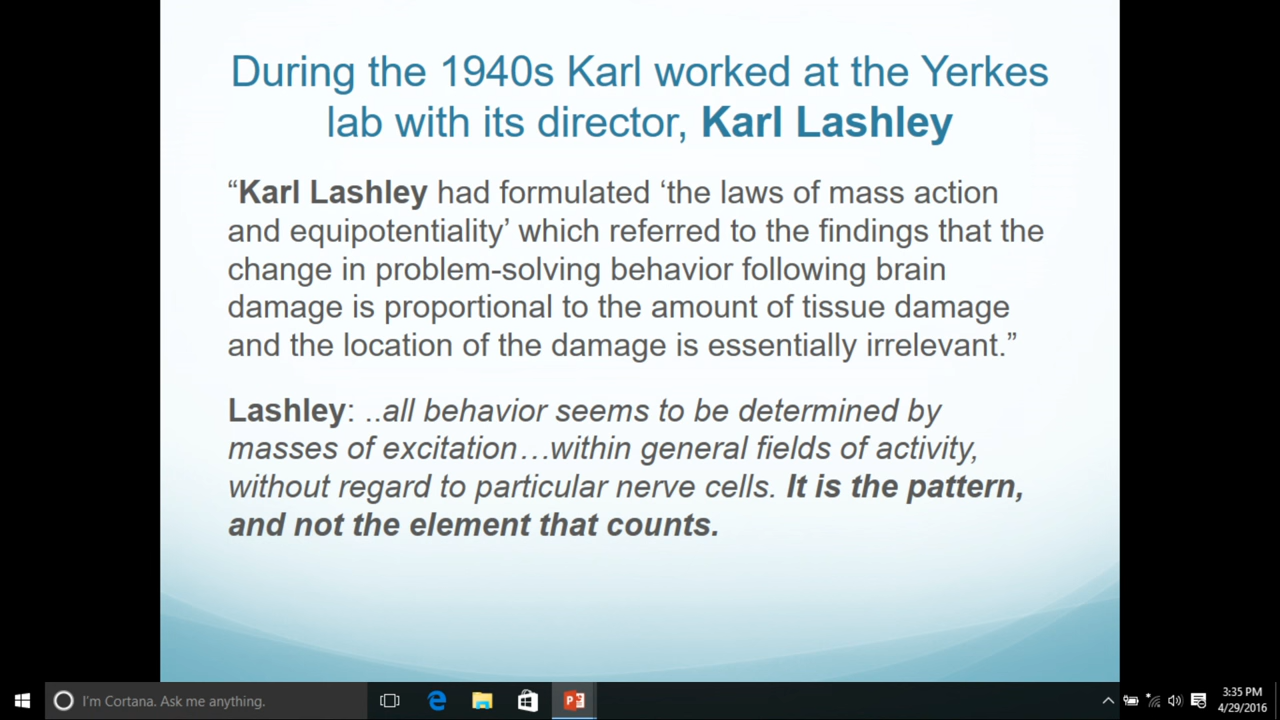 During the 1940s Karl worked at the Yerkes
lab with its director, Karl Lashley
“Karl Lashley had formulated ‘the laws of mass action
and equipotentiality’ which referred to the findings that the
change in problem-solving behavior following brain
damage is proportional to the amount of tissue damage
and the location of the damage is essentially irrelevant.”
Lashley: ..all behavior seems to be determined by
masses of excitation…within general fields of activity,
without regard to particular nerve cells. It is the pattern,
and not the element that counts.
I'm Cortana. Ask me anything.
3:35 PM
4/29/2016